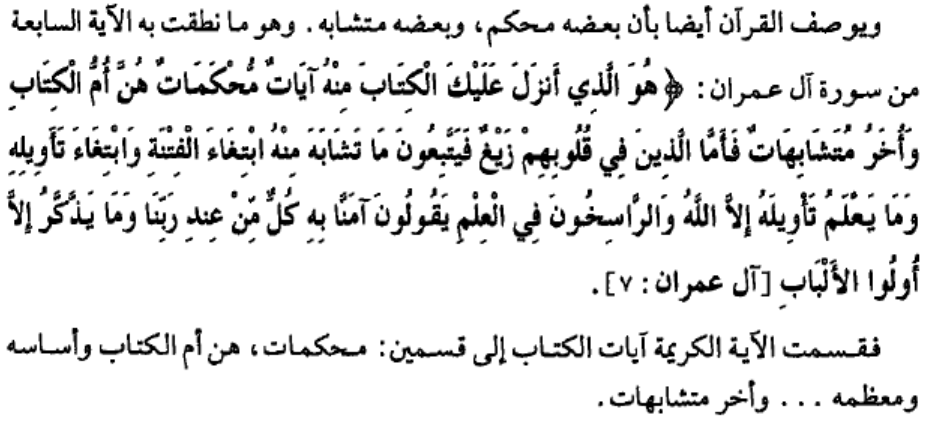 ويوصف القرآن أيضا بأن بعضه محكم، وبعضه متشابه. وهو ما نطقت به الآية السابعة
من سورة آل عمران: ﴿ هُوَ الَّذِي أَنزَلَ عَلَيْكَ الْكِتَابَ مِنْهُ آيَاتٌ مُّحْكَمَاتٌ هُنَّ أُمُّ الْكِتَابِ
وَأُخَرُ مُتَشَابِهَاتٌ فَأَمَّا الَّذِينَ فِي قُلُوبِهِمْ زَيْغٌ فَيَتَّبِعُونَ مَا تَشَابَهَ مِنْهُ ابْتِغَاءَ الْفِتْنَةِ وَابْتِغَاءَ تَأْوِيلِهِ
وَمَا يَعْلَمُ تَأْوِيلَهُ إِلاَّ اللَّهُ وَالرَّاسِخُونَ فِي الْعِلْمِ يَقُولُونَ آمَنَّا بِهِ كُلٌّ مِّنْ عِندِ رَبِّنَا وَمَا يَذَّكَّرُ إِلاَّ
أُولُوا الأَلْبَابِ [آل عمران: ٧].
فقسمت الآية الكريمة آيات الكتاب إلى قسمين: محكمات، هن أم الكتاب وأساسه
ومعظمه ... وأخر متشابهات.